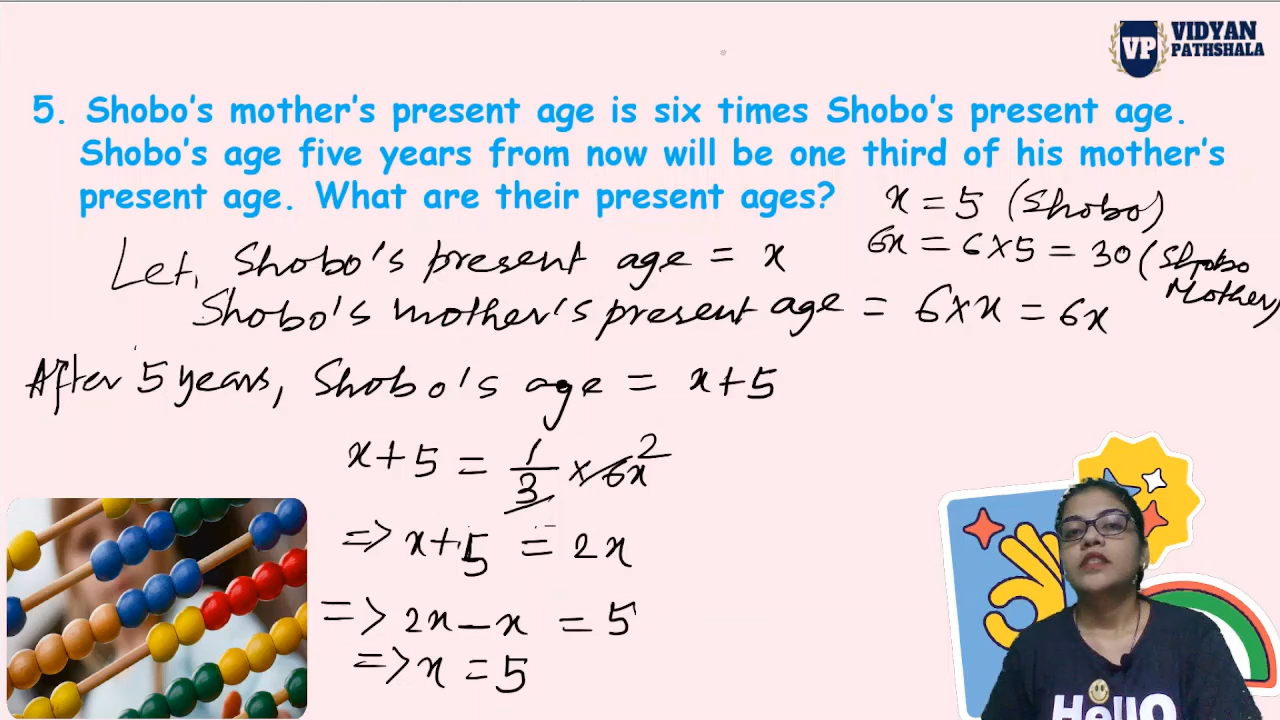 VIDYAN
PATHSHALA
VP
5. Shobo's mother's present age is six times Shobo's present age.
Shobo's age five years from now will be one third of his mother's
present age. What are their present ages?
x = 5 (Shobo)
6x = 6×5 = 30 (Shobo
Mother)
Let, Shobo's present age = x
Shobo's mother's present age = 6×x = 6x
After 5 years, Shobo's age = x+5
x+5 = 1/3 × 6x 2
=> x+5 = 2x
=> 2x - x = 5
=> x = 5
HellO